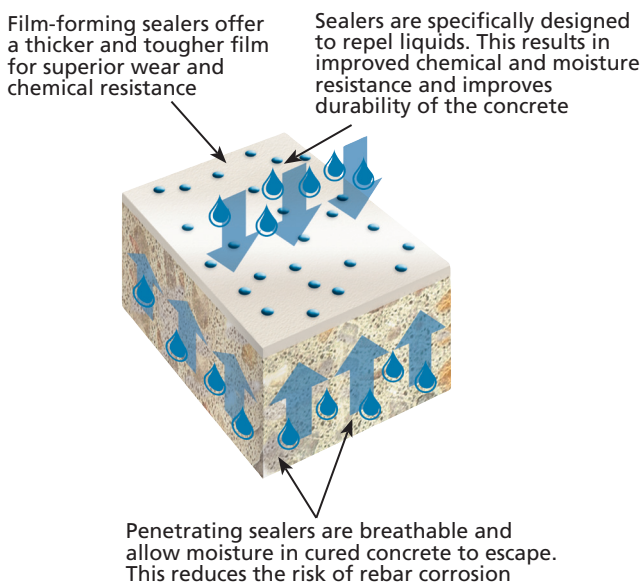 Film-forming sealers offer
a thicker and tougher film
for superior wear and
chemical resistance
Sealers are specifically designed
to repel liquids. This results in
improved chemical and moisture
resistance and improves
durability of the concrete
Penetrating sealers are breathable and
allow moisture in cured concrete to escape.
This reduces the risk of rebar corrosion